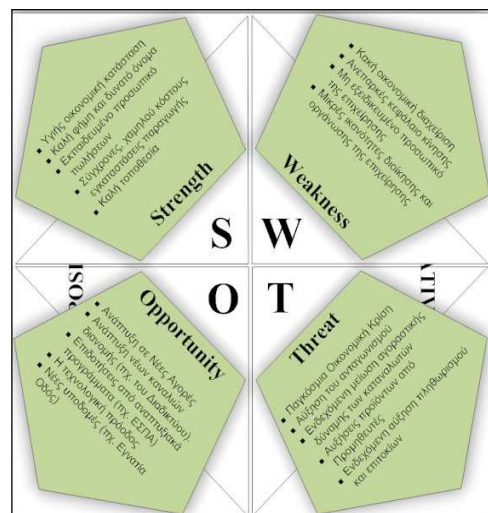 ▪ Υγιής οικονομική κατάσταση
▪ Καλή φήμη και δυνατό όνομα
▪ Εκπαιδευμένο προσωπικό
πωλήσεων
▪ Σύγχρονες, χαμηλού κόστους
εγκαταστάσεις παραγωγής
▪ Καλή τοποθεσία
Strength
S
▪ Κακή οικονομική διαχείριση
▪ Ανεπαρκές κεφάλαιο κίνησης
▪ Μη εξειδικευμένο προσωπικό
της επιχείρησης
▪ Μικρές ικανότητες διοίκησης και
οργάνωσης της επιχείρησης
Weakness
W
POSI
O
Opportunity
▪ Ανάπτυξη σε Νέες Αγορές
▪ Ανάπτυξη νέων καναλιών
διανομής (πχ. του Διαδικτύου).
▪ Επιδοτήσεις από αναπτυξιακά
προγράμματα (πχ. ΕΣΠΑ)
▪ Η τεχνολογική πρόοδος
▪ Νέες υποδομές (πχ. Εγνατία
Οδός)
T
Threat
▪ Παγκόσμια Οικονομική Κρίση
▪ Αύξηση του ανταγωνισμού
▪ Ενδεχόμενη μείωση αγοραστικής
δύναμης των καταναλωτών
▪ Αυξήσεις προϊόντων από
Προμηθευτές
▪ Ενδεχόμενη αύξηση πληθωρισμού
και επιτοκίων